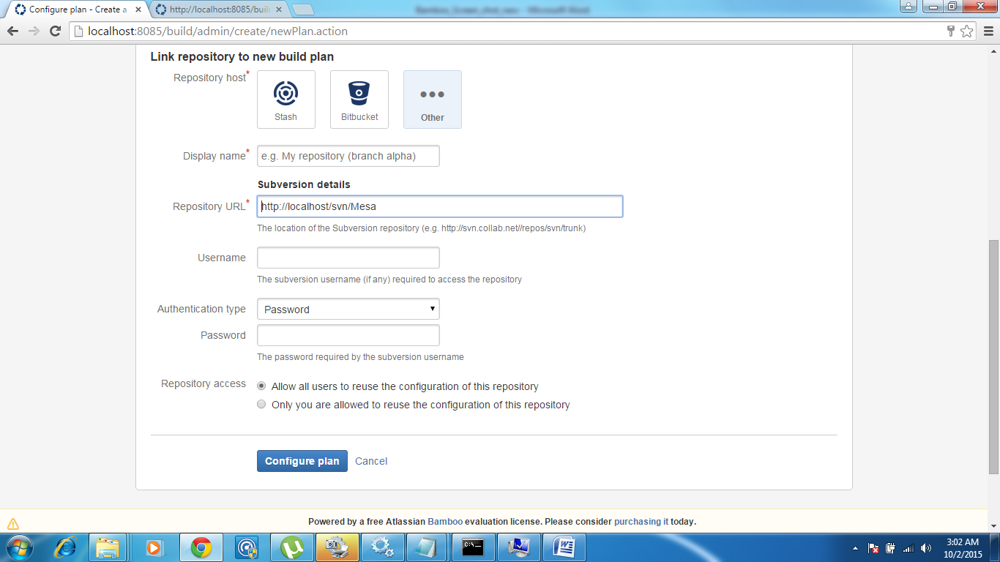 Configure plan - Create a
http://localhost:8085/build
Bamboo_Screen_shot_new - Microsoft Word
localhost:8085/build/admin/create/newPlan.action
Link repository to new build plan
Repository host*
Stash
Bitbucket
Other
Display name*
e.g. My repository (branch alpha)
Subversion details
Repository URL*
http://localhost/svn/Mesa
The location of the Subversion repository (e.g. http://svn.collab.net//repos/svn/trunk)
Username
The subversion username (if any) required to access the repository
Authentication type
Password
Password
The password required by the subversion username
Repository access
Allow all users to reuse the configuration of this repository
Only you are allowed to reuse the configuration of this repository
Configure plan Cancel
Powered by a free Atlassian Bamboo evaluation license. Please consider purchasing it today.
3:02 AM
10/2/2015